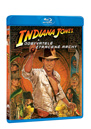 INDIANA JONES
DOBYVATELÉ
ZTRACENÉ ARCHY